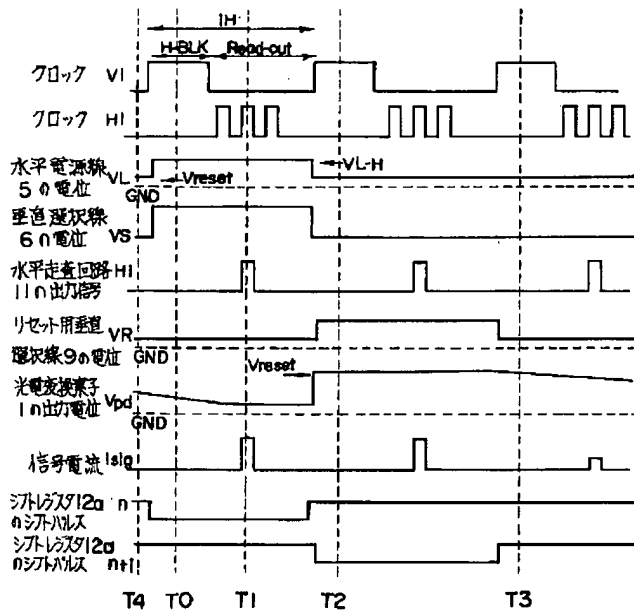 1H
H-BLK Read-out
クロック V1
クロック H1
水平電源線 VL
5の電位
VL-H
Vreset
GND
垂直選択線
6の電位 VS
水平走査回路 H1
11の出力信号
リセット用垂直 VR
選択線9の電位 GND
Vreset
光電変換素子
1の出力電位 Vpd
GND
信号電流 Isig
シフトレジスタ12a n
のシフトパルス
シフトレジスタ12a
のシフトパルス n+1
T4 T0 T1 T2 T3